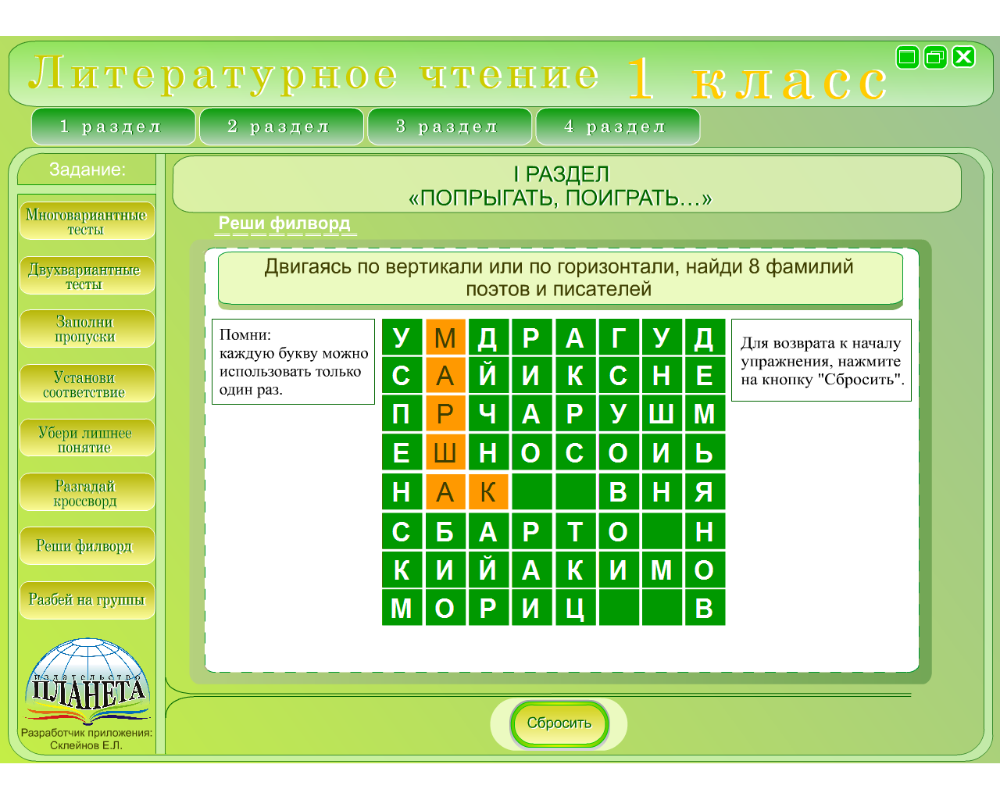 Литературное чтение 1 класс
1 раздел 2 раздел 3 раздел 4 раздел
Задание:
Многовариантные
тесты
Двухвариантные
тесты
Заполни
пропуски
Установи
соответствие
Убери лишнее
понятие
Разгадай
кроссворд
Реши филворд
Разбей на группы
издательство
ПЛАНЕТА
Разработчик приложения:
Склейнов Е.Л.
I РАЗДЕЛ
«ПОПРЫГАТЬ, ПОИГРАТЬ...»
Реши филворд
Двигаясь по вертикали или по горизонтали, найди 8 фамилий
поэтов и писателей
Помни:
каждую букву можно
использовать только
один раз.
У М Д Р А Г У Д
С А Й И К С Н Е
П Р Ч А Р У Ш М
Е Ш Н О С О И Ь
Н А К В Н Я
С Б А Р Т О Н
К И Й А К И М О
М О Р И Ц В
Для возврата к началу
упражнения, нажмите
на кнопку "Сбросить".
Сбросить